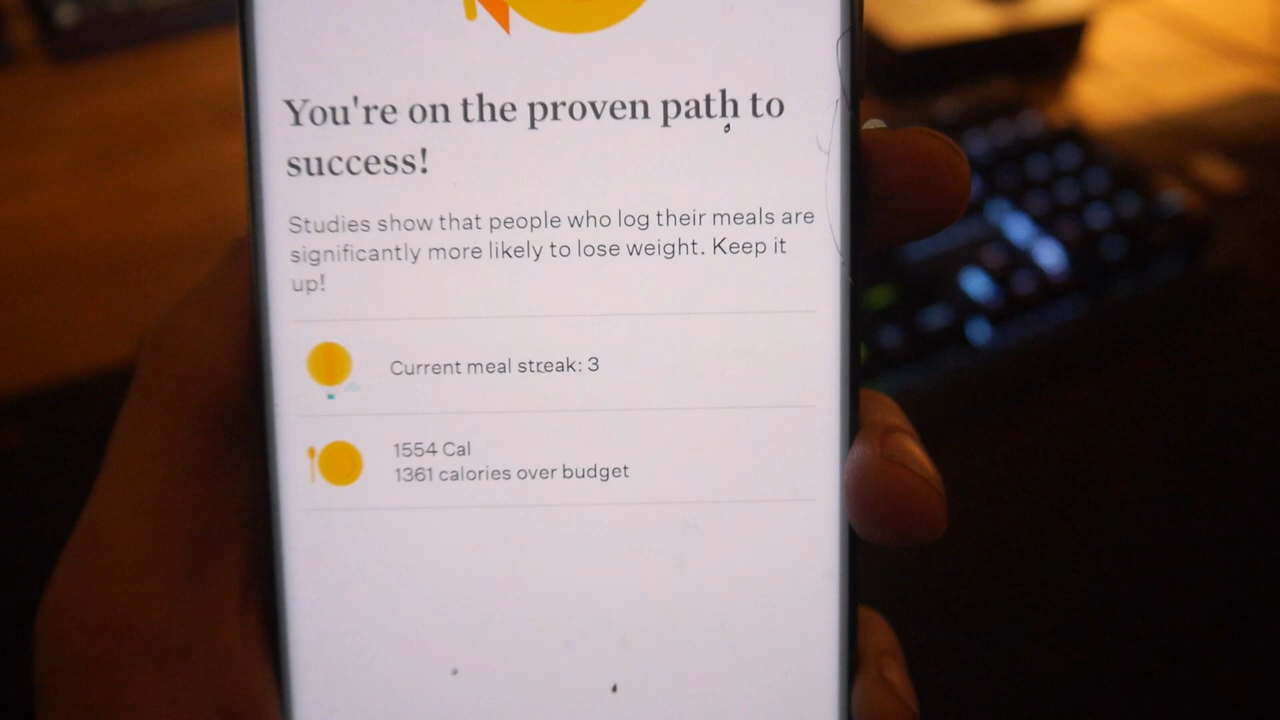 You're on the proven path to
success!
Studies show that people who log their meals are
significantly more likely to lose weight. Keep it
up!
Current meal streak: 3
1554 Cal
1361 calories over budget